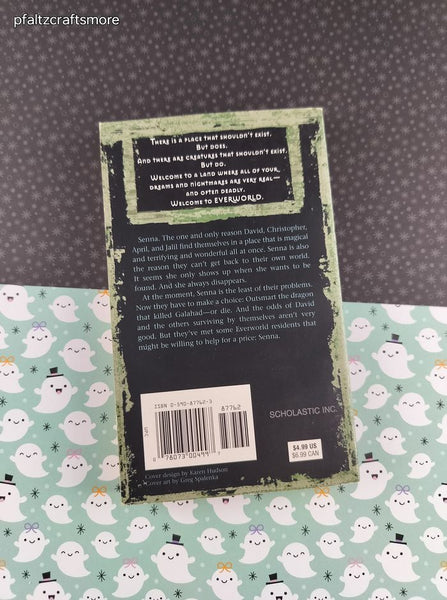 pfaltzcraftsmore
There is a place that shouldn't exist.
But does.
And there are creatures that shouldn't exist.
But do.
Welcome to a land where all of your
dreams and nightmares are very real—
and often deadly.
Welcome to EVERWORLD.
Senna. The one and only reason David, Christopher,
April, and Jalil find themselves in a place that is magical
and terrifying and wonderful all at once. Senna is also
the reason they can't get back to their own world.
It seems she only shows up when she wants to be
found. And she always disappears.
At the moment, Senna is the least of their problems.
Now they have to make a choice: Outsmart the dragon
that killed Galahad—or die. And the odds of David
and the others surviving by themselves aren't very
good. But they've met some Everworld residents that
might be willing to help for a price: Senna.
ISBN 0-590-87762-3
87762
UPC
0 78073 00499 7
SCHOLASTIC INC.
$4.99 US
$6.99 CAN
Cover design by Karen Hudson
Cover art by Greg Spalenka